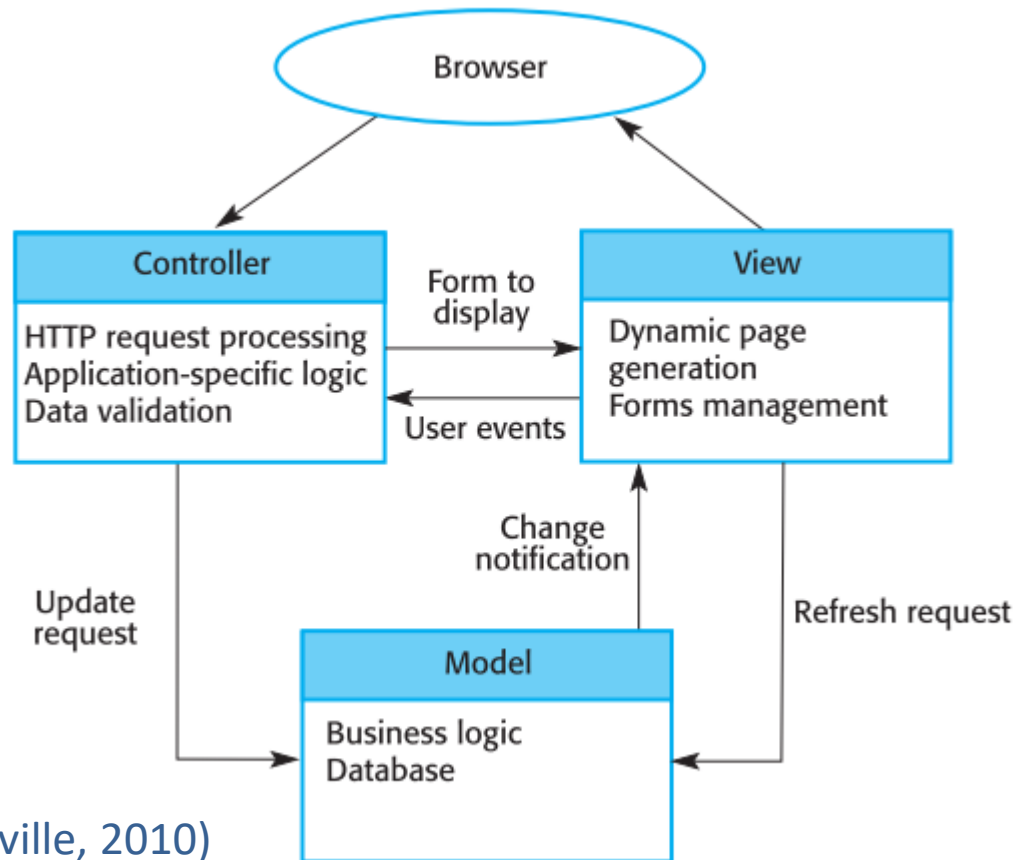 Browser
Controller
HTTP request processing
Application-specific logic
Data validation
Form to
display
User events
View
Dynamic page
generation
Forms management
Update
request
Change
notification
Refresh request
Model
Business logic
Database
ville, 2010)